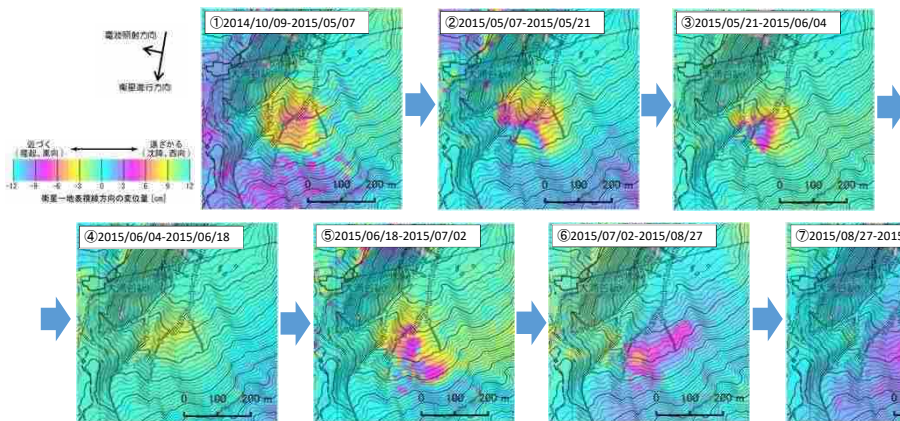 ①2014/10/09-2015/05/07
②2015/05/07-2015/05/21
③2015/05/21-2015/06/04
電波照射方向
衛星進行方向
近づく
(隆起、東向)
遠ざかる
(沈降、西向)
-12 -9 -6 -3 0 3 6 9 12
衛星－地表視線方向の変位量 [cm]
0 100 200 m
0 100 200 m
0 100 200 m
④2015/06/04-2015/06/18
⑤2015/06/18-2015/07/02
⑥2015/07/02-2015/08/27
⑦2015/08/27-2015
0 100 200 m
0 100 200 m
0 100 200 m
0 100